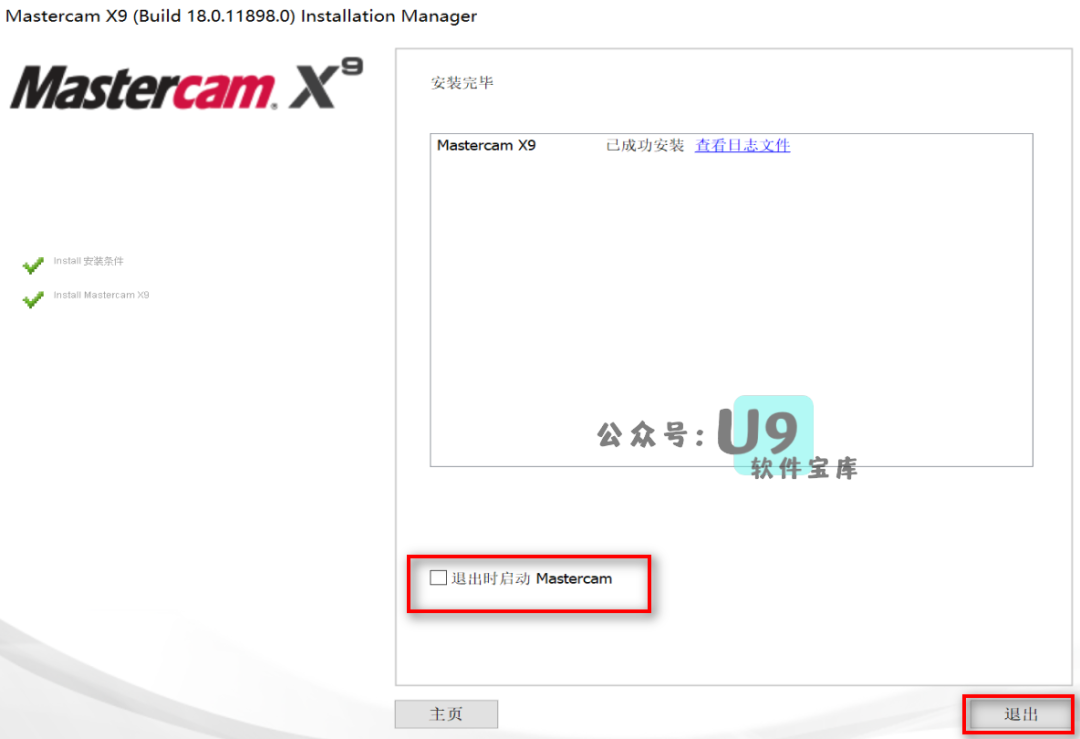 Mastercam X9 (Build 18.0.11898.0) Installation Manager
Mastercam. X9
安装完毕
Mastercam X9 已成功安装 查看日志文件
Install 安装条件
Install Mastercam X9
公众号: U9
软件宝库
退出时启动 Mastercam
主页 退出